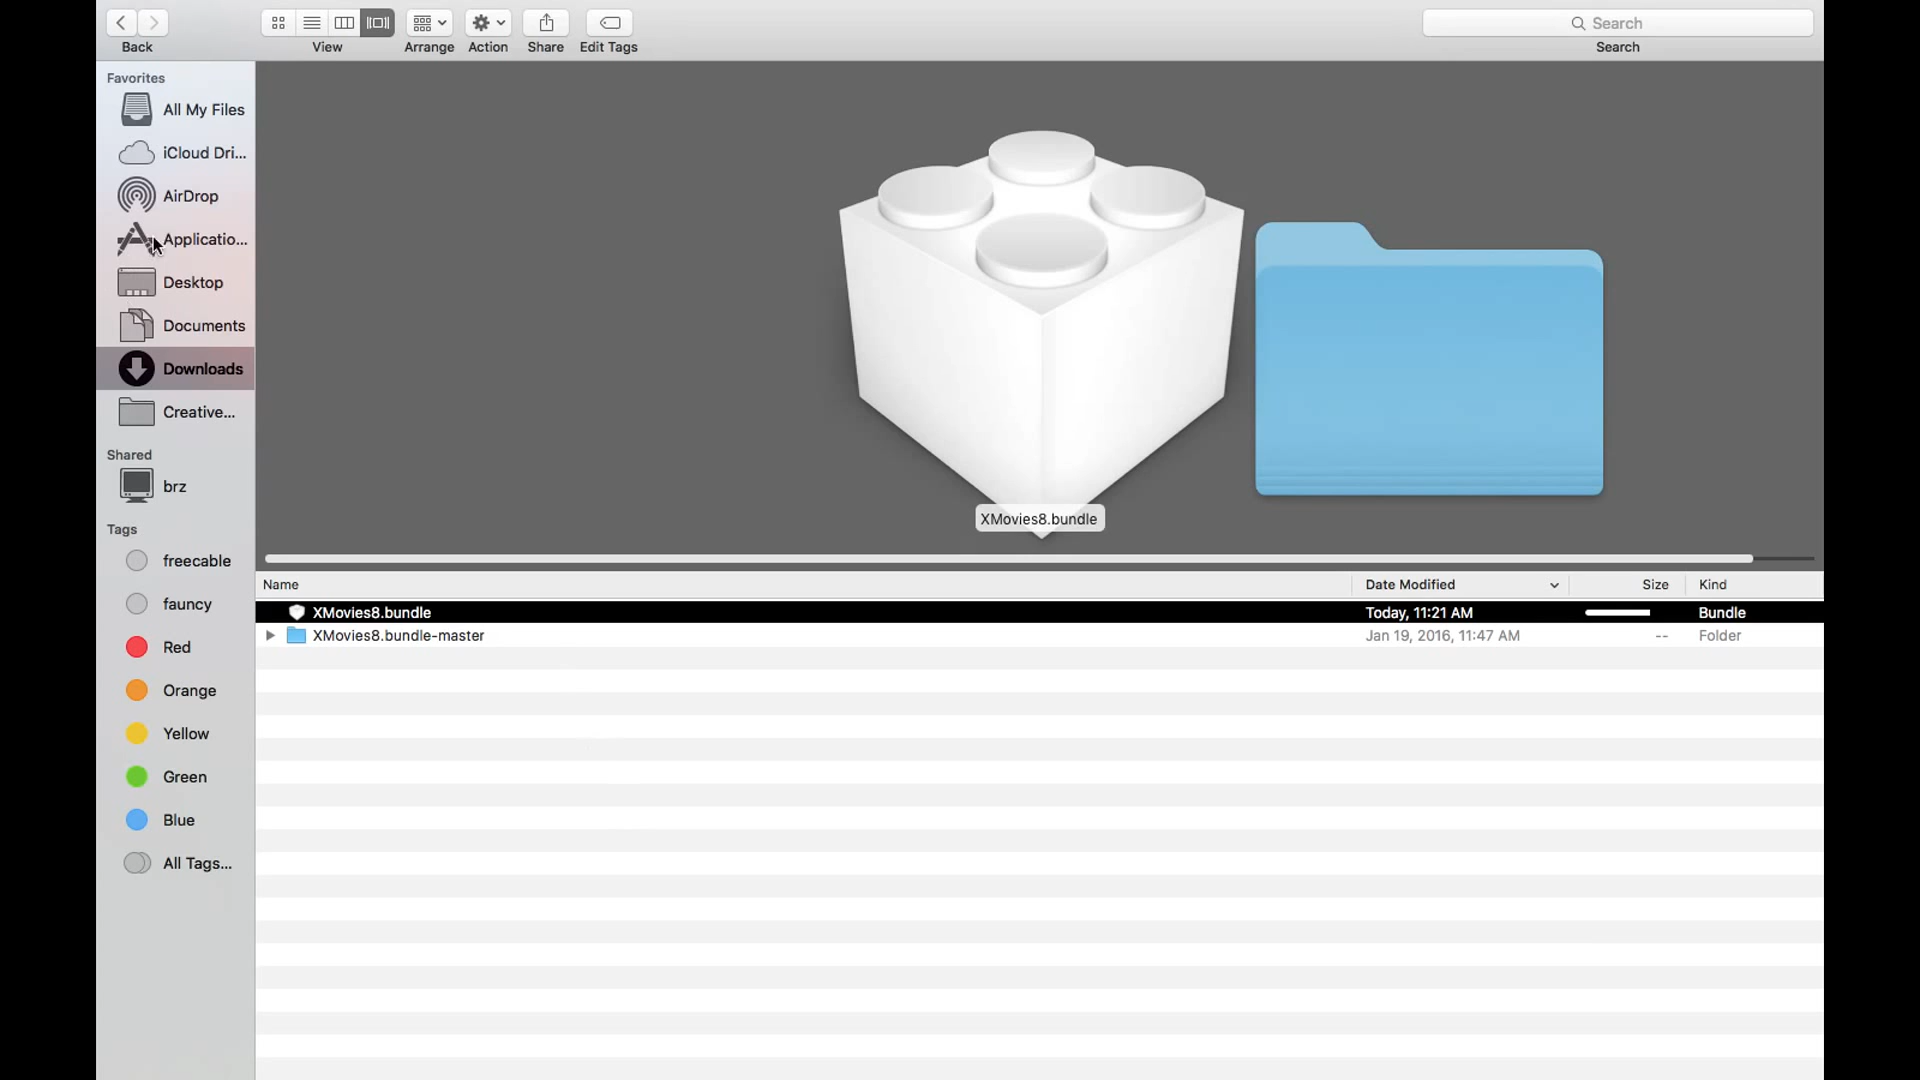 Back
View
Arrange
Action
Share
Edit Tags
Search
Search
Favorites
All My Files
iCloud Dri...
AirDrop
Applicatio...
Desktop
Documents
Downloads
Creative...
Shared
brz
Tags
freecable
fauncy
Red
Orange
Yellow
Green
Blue
All Tags...
XMovies8.bundle
Name Date Modified Size Kind
XMovies8.bundle Today, 11:21 AM Bundle
XMovies8.bundle-master Jan 19, 2016, 11:47 AM -- Folder